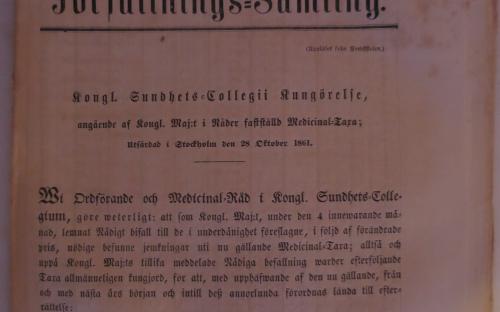 Författnings-Samling.
(Uppläses från Predikstolen.)
Kongl. Sundhets-Collegii Kungörelse,
angående af Kongl. Maj:t i Nåder fastställd Medicinal-Taxa;
Utfärdad i Stockholm den 28 Oktober 1861.
Wi Ordförande och Medicinal-Råd i Kongl. Sundhets-Colle-
gium, göre weterligt: att som Kongl. Maj:t, under den 4 innewarande må-
nad, lemnat Nådigt bifall till de i underdånighet föreslagne, i följd af förändrade
pris, nödige befunne jemkningar uti nu gällande Medicinal-Taxa; alltså och
uppå Kongl. Maj:ts tillika meddelade Nådiga befallning warder efterföljande
Taxa allmänneligen kungjord, för att, med upphäfwande af den nu gällande, från
och med nästa års början och intill deß annorlunda förordnas lända till efter-
rättelse: